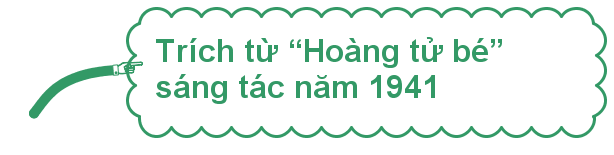 Trích từ “Hoàng tử bé”
sáng tác năm 1941